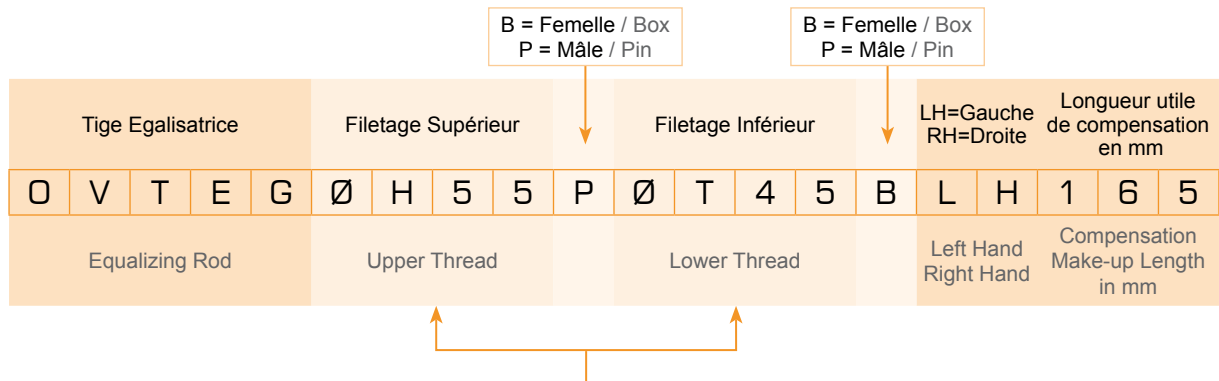 B = Femelle / Box
P = Mâle / Pin
B = Femelle / Box
P = Mâle / Pin
Tige Egalisatrice
Filetage Supérieur
Filetage Inférieur
LH=Gauche
RH=Droite
Longueur utile
de compensation
en mm
O V T E G Ø H 5 5 P Ø T 4 5 B L H 1 6 5
Equalizing Rod
Upper Thread
Lower Thread
Left Hand
Right Hand
Compensation
Make-up Length
in mm